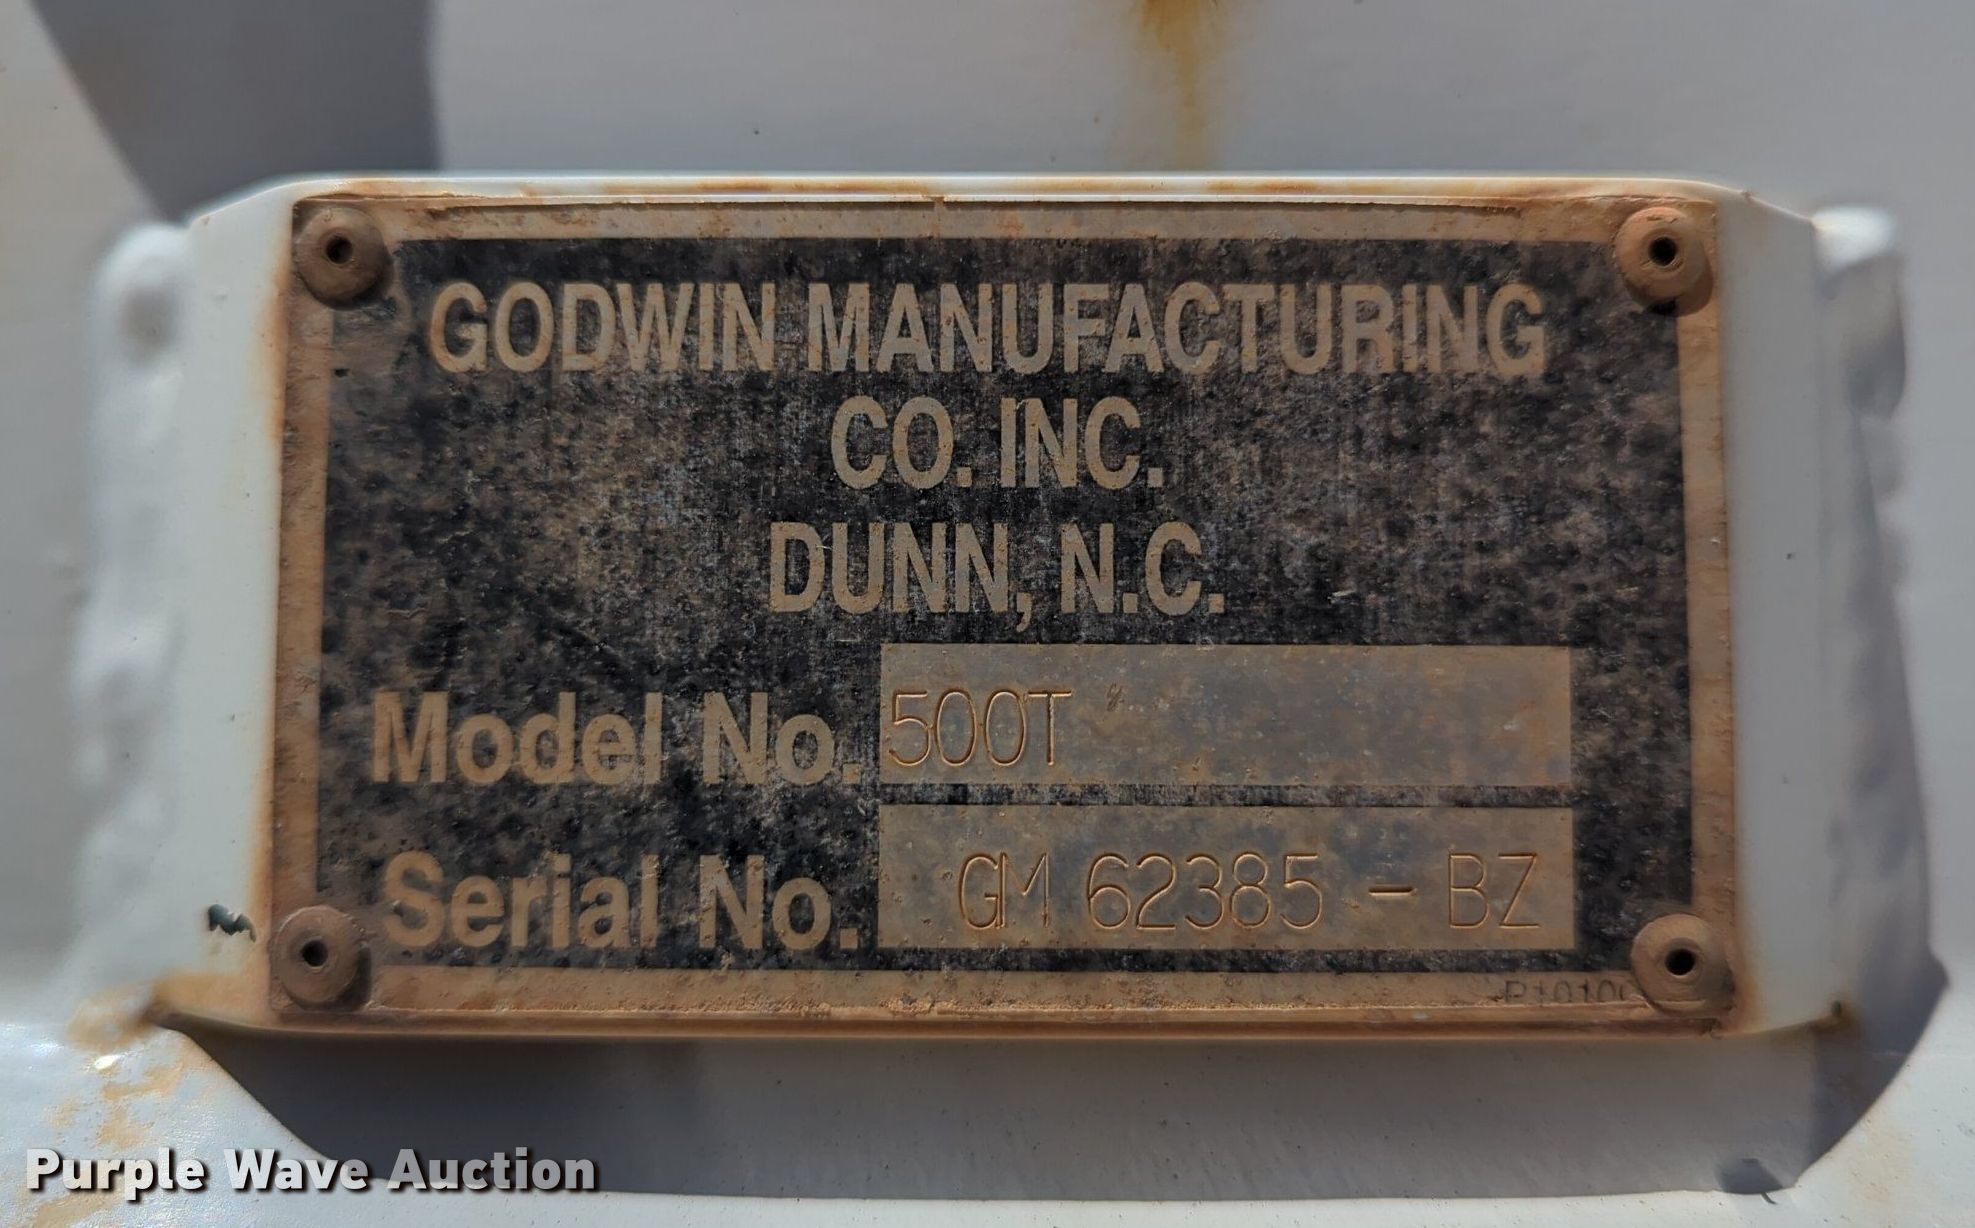 GODWIN MANUFACTURING
CO. INC.
DUNN, N.C.
Model No. 500T
Serial No. GM 62385 - BZ
Purple Wave Auction